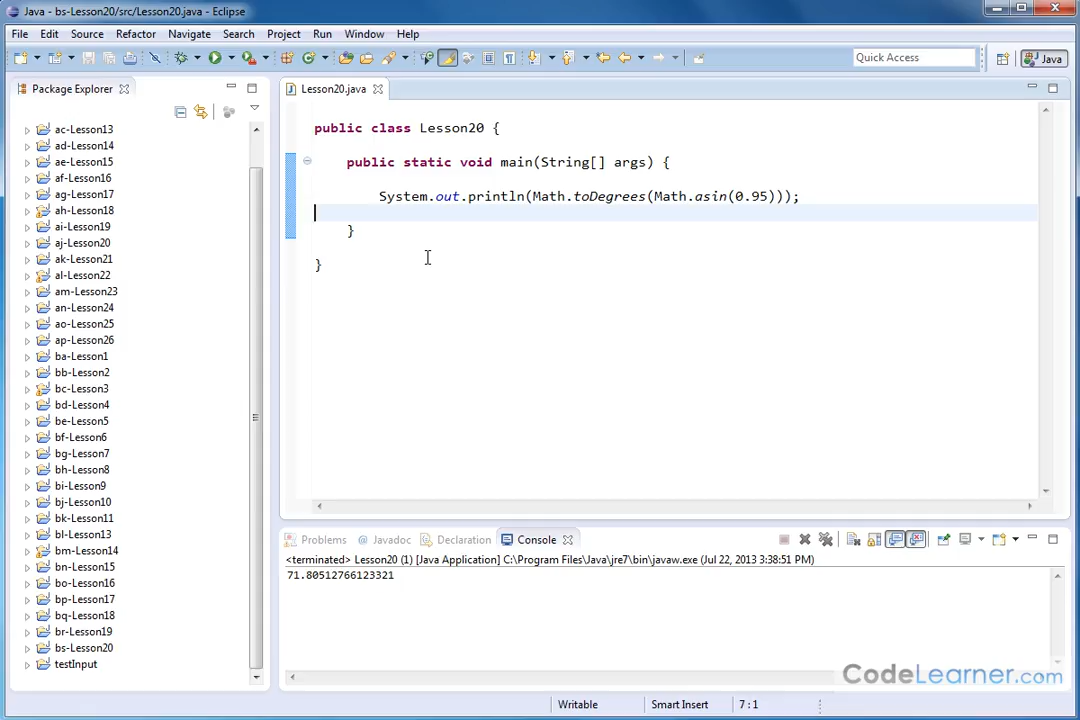 Java - bs-Lesson20/src/Lesson20.java - Eclipse
File Edit Source Refactor Navigate Search Project Run Window Help
Quick Access
Java
Package Explorer
ac-Lesson13
ad-Lesson14
ae-Lesson15
af-Lesson16
ag-Lesson17
ah-Lesson18
ai-Lesson19
aj-Lesson20
ak-Lesson21
al-Lesson22
am-Lesson23
an-Lesson24
ao-Lesson25
ap-Lesson26
ba-Lesson1
bb-Lesson2
bc-Lesson3
bd-Lesson4
be-Lesson5
bf-Lesson6
bg-Lesson7
bh-Lesson8
bi-Lesson9
bj-Lesson10
bk-Lesson11
bl-Lesson13
bm-Lesson14
bn-Lesson15
bo-Lesson16
bp-Lesson17
bq-Lesson18
br-Lesson19
bs-Lesson20
testInput
Lesson20.java
public class Lesson20 {
public static void main(String[] args) {
System.out.println(Math.toDegrees(Math.asin(0.95)));
}
}
Problems @ Javadoc Declaration Console
<terminated> Lesson20 (1) [Java Application] C:\Program Files\Java\jre7\bin\javaw.exe (Jul 22, 2013 3:38:51 PM)
71.80512766123321
CodeLearner.com
Writable Smart Insert 7 : 1